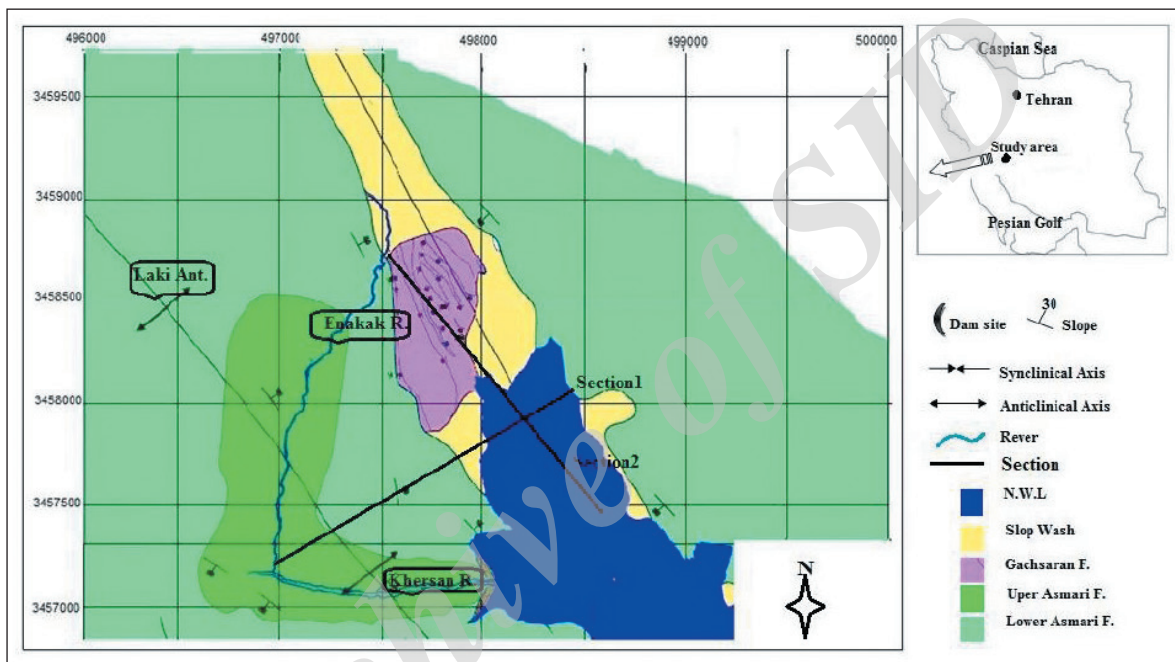 496000
497000
498000
499000
500000
3459500
3459000
3458500
3458000
3457500
3457000
Laki Ant.
Enakak R.
Section1
Section2
Khersan R
N
Caspian Sea
Tehran
Study area
Pesian Golf
30
Dam site
Slope
Synclinical Axis
Anticlinical Axis
Rever
Section
N.W.L
Slop Wash
Gachsaran F.
Uper Asmari F.
Lower Asmari F.
Archive of SID